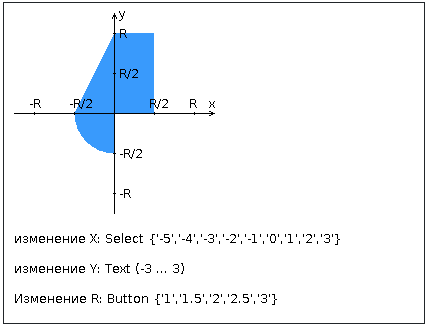 y
R
R/2
-R
-R/2
R/2
R
x
-R/2
-R
изменение X: Select {'-5','-4','-3','-2','-1','0','1','2','3'}
изменение Y: Text (-3 ... 3)
Изменение R: Button {'1','1.5','2','2.5','3'}